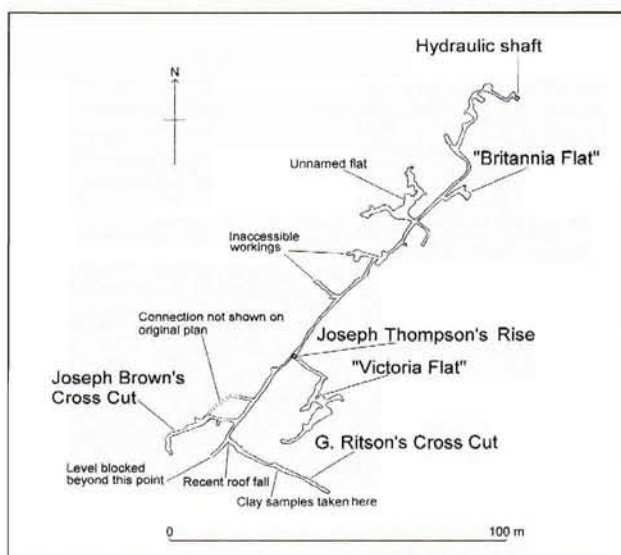 Hydraulic shaft
N
"Britannia Flat"
Unnamed flat
Inaccessible
workings
Connection not shown on
original plan
Joseph Thompson's Rise
"Victoria Flat"
Joseph Brown's
Cross Cut
G. Ritson's Cross Cut
Level blocked
beyond this point
Recent roof fall
Clay samples taken here
0
100 m